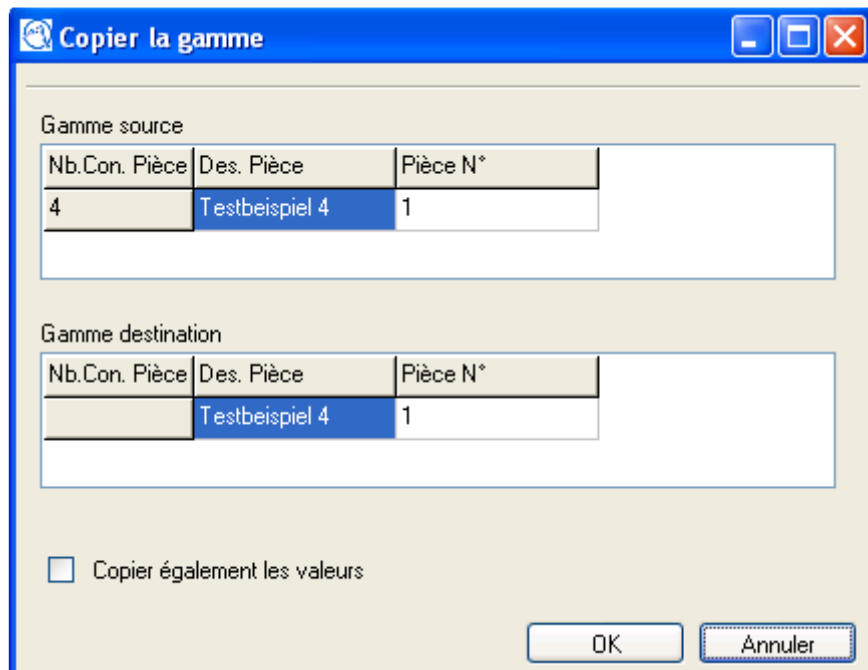 Copier la gamme
Gamme source
Nb.Con. Pièce Des. Pièce Pièce N°
4 Testbeispiel 4 1
Gamme destination
Nb.Con. Pièce Des. Pièce Pièce N°
Testbeispiel 4 1
Copier également les valeurs
OK Annuler